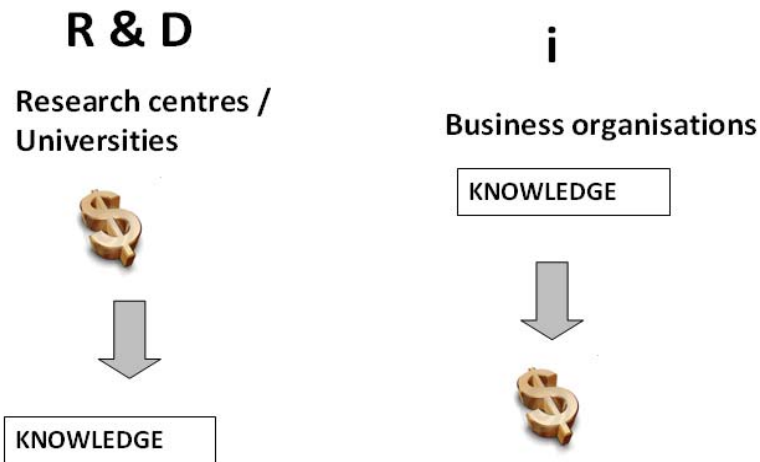 R & D
Research centres /
Universities
KNOWLEDGE
i
Business organisations
KNOWLEDGE